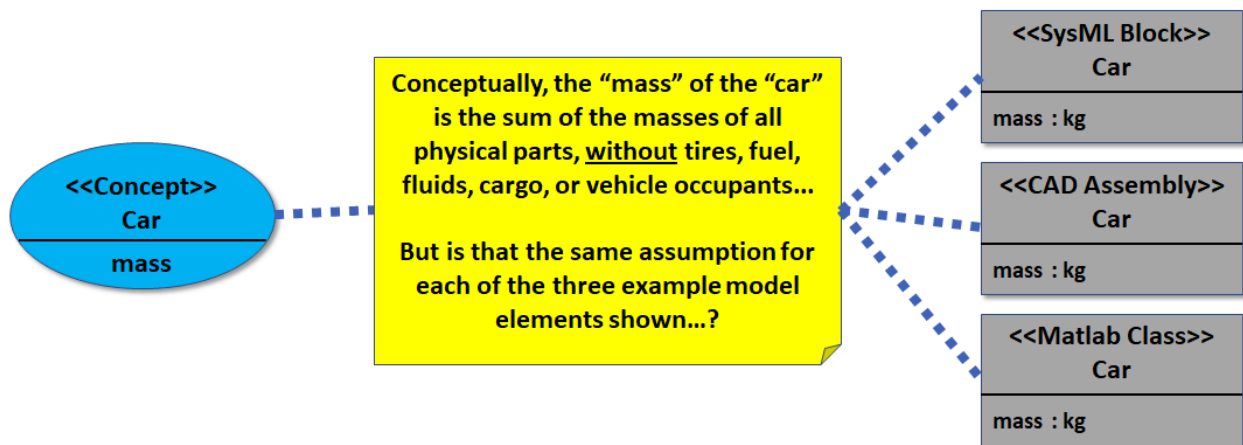 <<Concept>>
Car
mass
Conceptually, the “mass” of the “car”
is the sum of the masses of all
physical parts, without tires, fuel,
fluids, cargo, or vehicle occupants...
But is that the same assumption for
each of the three example model
elements shown...?
<<SysML Block>>
Car
mass : kg
<<CAD Assembly>>
Car
mass : kg
<<Matlab Class>>
Car
mass : kg